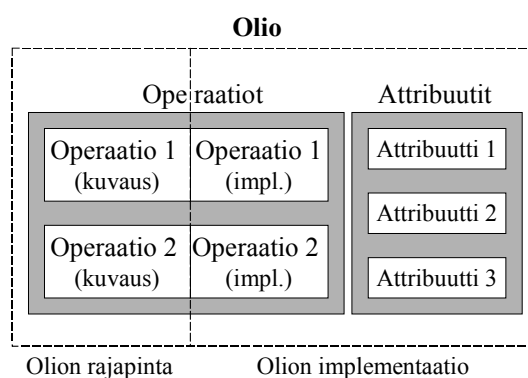 Olio
Operaatiot
Attribuutit
Operaatio 1
(kuvaus)
Operaatio 1
(impl.)
Operaatio 2
(kuvaus)
Operaatio 2
(impl.)
Attribuutti 1
Attribuutti 2
Attribuutti 3
Olion rajapinta
Olion implementaatio